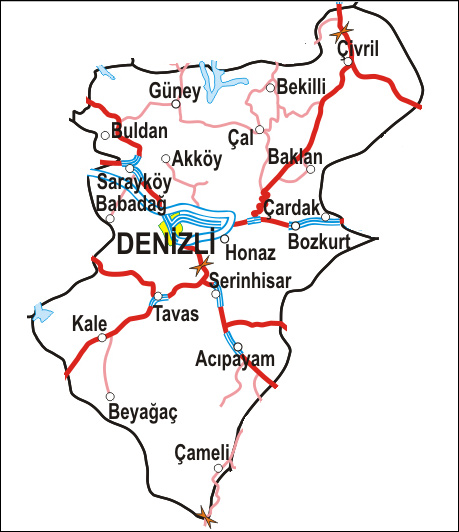 Çivril
Güney
Bekilli
Buldan
Çal
Akköy
Baklan
Sarayköy
Babadağ
Çardak
DENİZLİ
Honaz
Bozkurt
Serinhisar
Tavas
Kale
Acıpayam
Beyağaç
Çameli